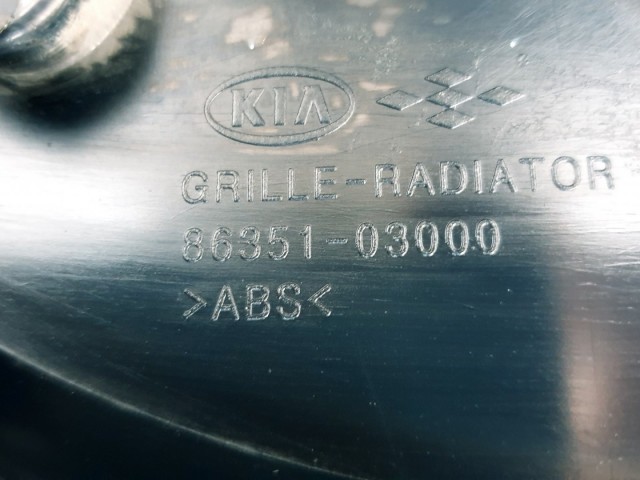 KIA
GRILLE-RADIATOR
86351-03000
>ABS<